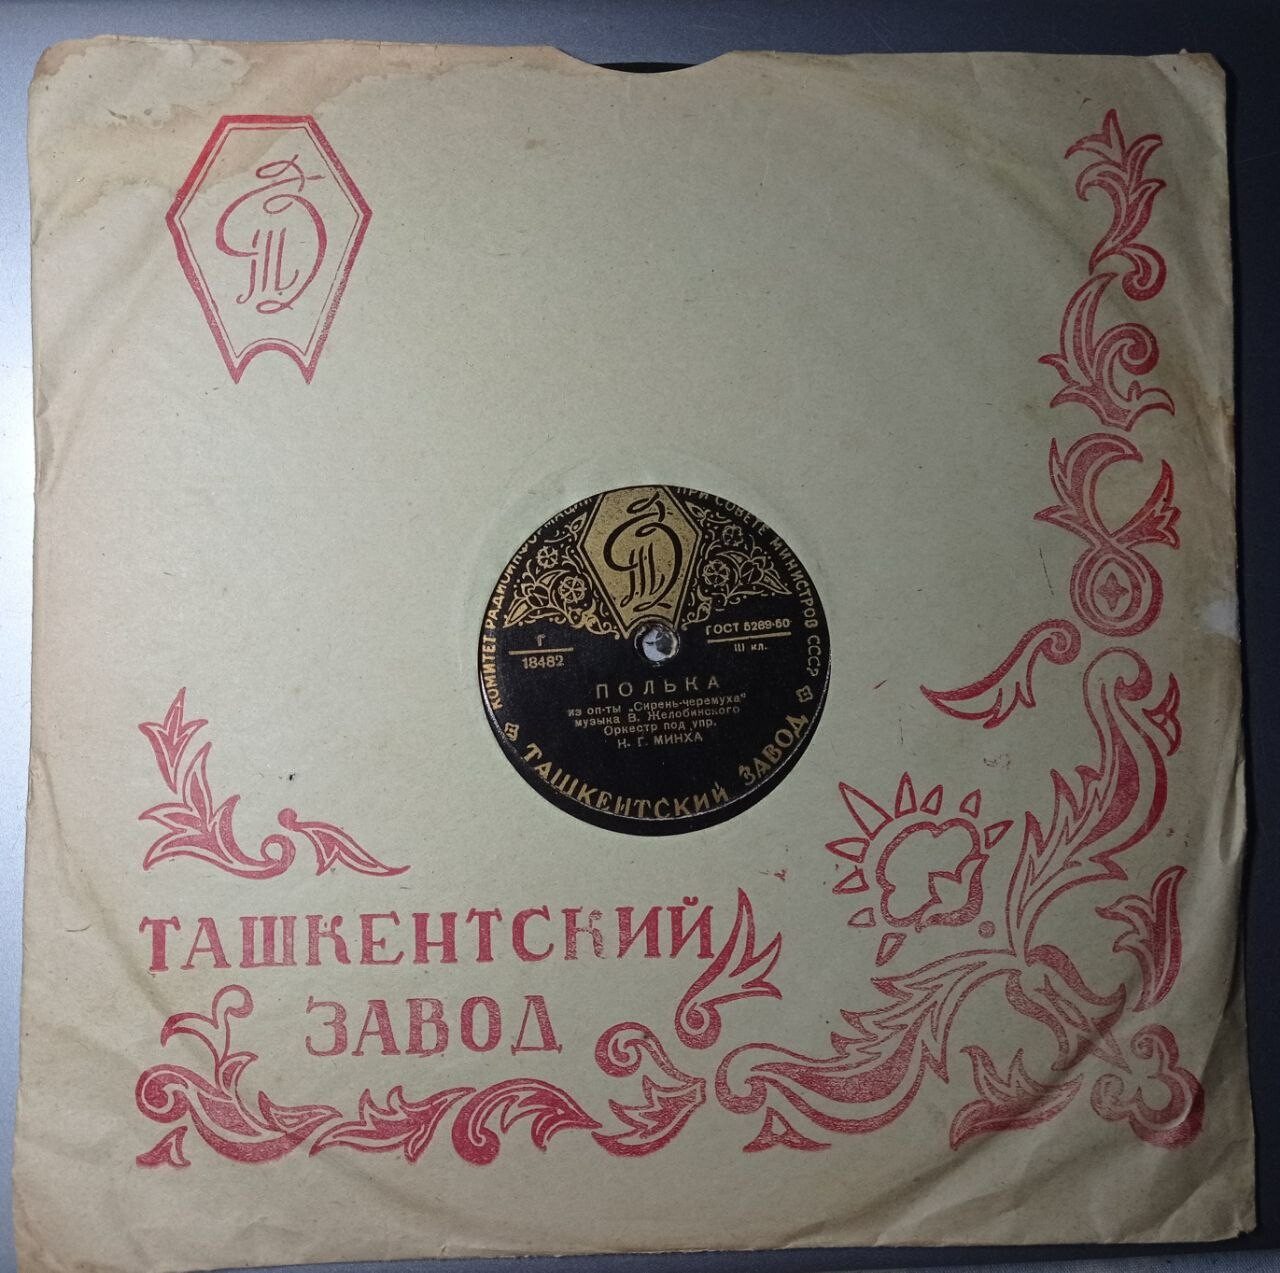 КОМИТЕТ РАДИОИНФОРМАЦИИ ПРИ СОВЕТЕ МИНИСТРОВ СССР
Г
18482
ГОСТ 5289-50
III кл.
ПОЛЬКА
из оп-ты „Сирень-черемуха"
музыка В. Желобинского
Оркестр под упр.
Н. Г. МИНХА
ТАШКЕНТСКИЙ ЗАВОД
ТАШКЕНТСКИЙ
ЗАВОД